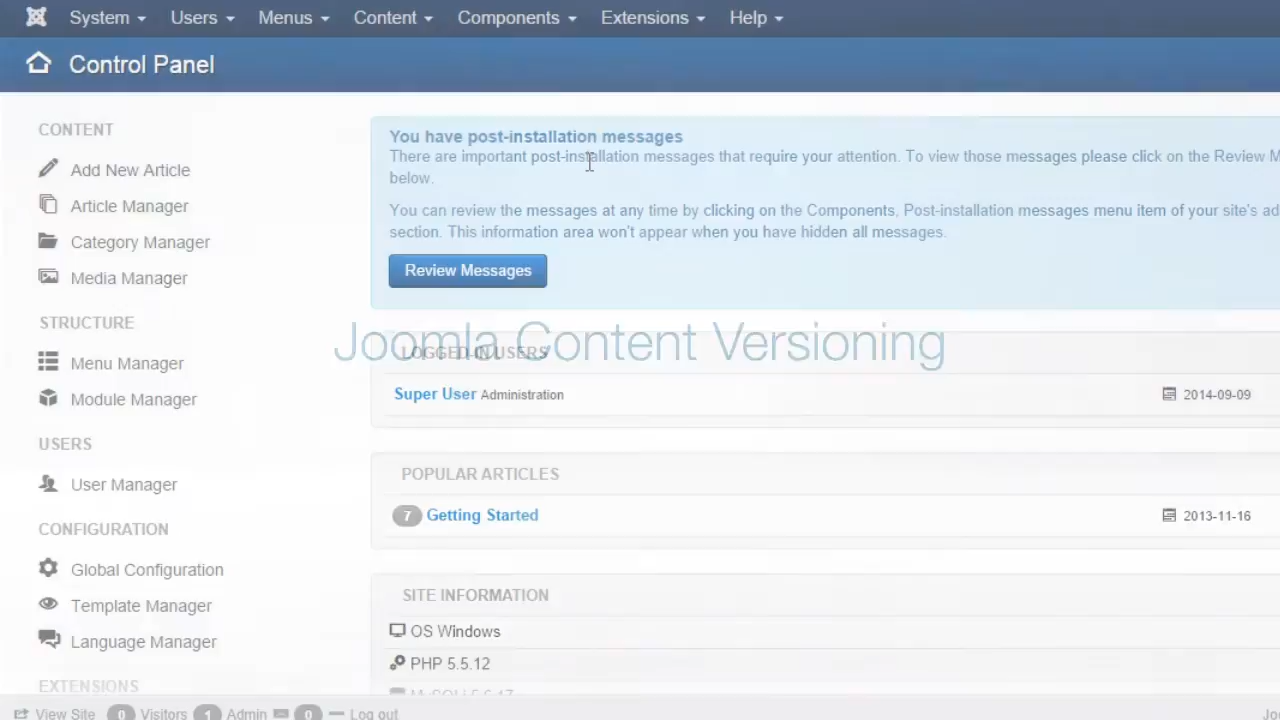 System Users Menus Content Components Extensions Help
Control Panel
CONTENT
Add New Article
Article Manager
Category Manager
Media Manager
STRUCTURE
Menu Manager
Module Manager
USERS
User Manager
CONFIGURATION
Global Configuration
Template Manager
Language Manager
EXTENSIONS
You have post-installation messages
There are important post-installation messages that require your attention. To view those messages please click on the Review
below.
You can review the messages at any time by clicking on the Components, Post-installation messages menu item of your site's
section. This information area won't appear when you have hidden all messages.
Review Messages
Joomla Content Versioning
LOGGED-IN USERS
Super User Administration 2014-09-09
POPULAR ARTICLES
7 Getting Started 2013-11-16
SITE INFORMATION
OS Windows
PHP 5.5.12
View Site 0 Visitors 1 Admin 0 Log out